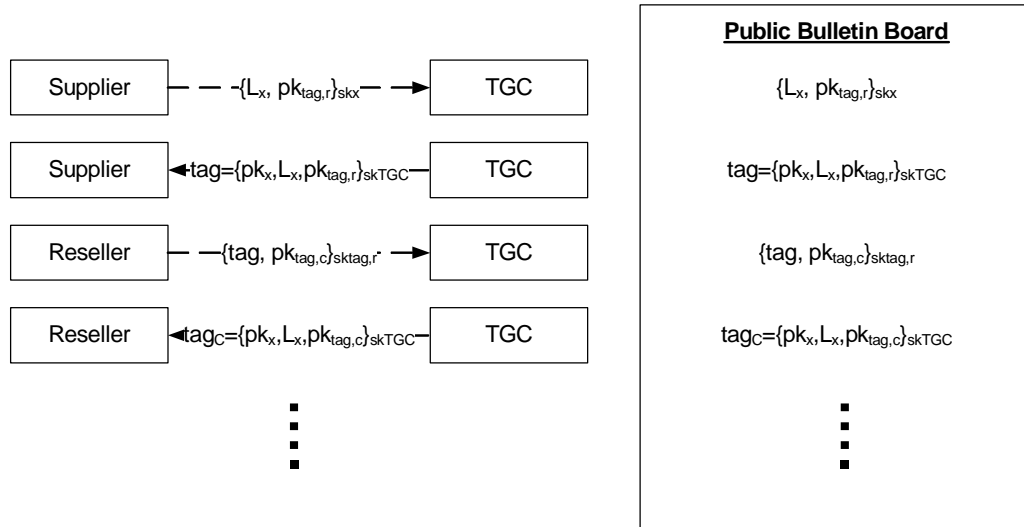 Public Bulletin Board
Supplier {Lx, pktag,r}skx TGC {Lx, pktag,r}skx
Supplier tag={pkx,Lx,pktag,r}skTGC TGC tag={pkx,Lx,pktag,r}skTGC
Reseller {tag, pktag,c}sktag,r TGC {tag, pktag,c}sktag,r
Reseller tagC={pkx,Lx,pktag,c}skTGC TGC tagC={pkx,Lx,pktag,c}skTGC